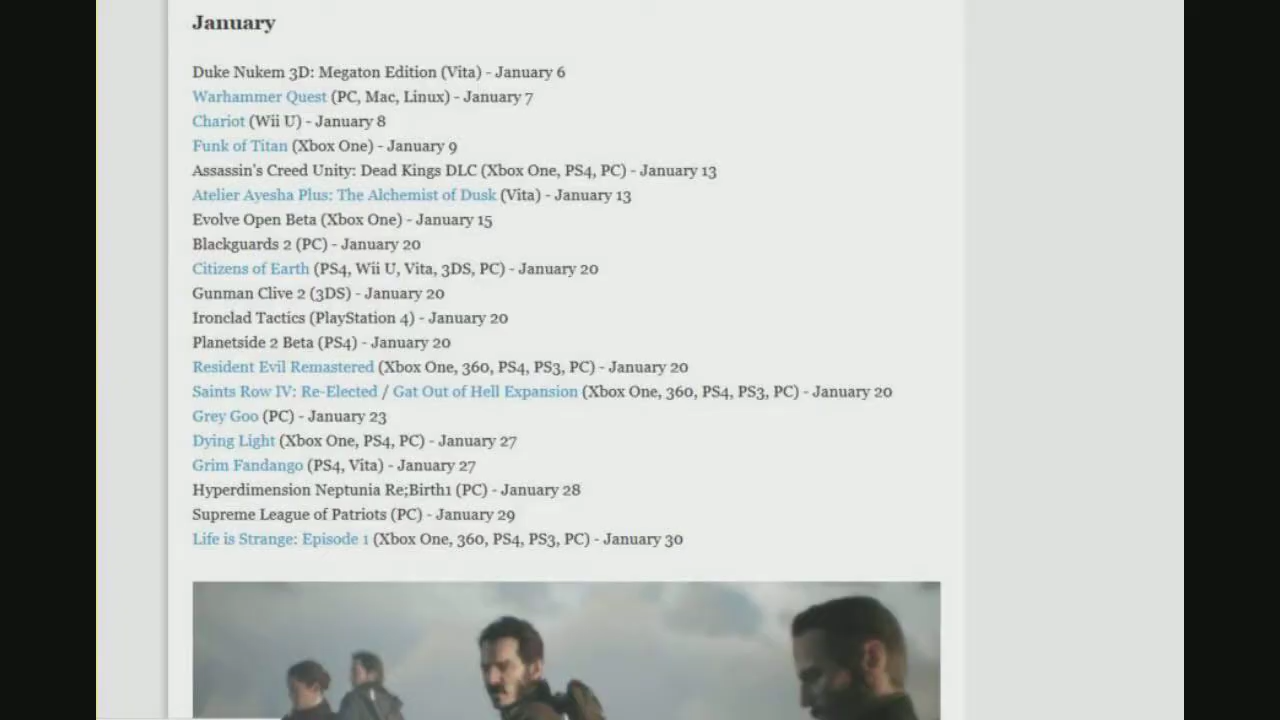 January
Duke Nukem 3D: Megaton Edition (Vita) - January 6
Warhammer Quest (PC, Mac, Linux) - January 7
Chariot (Wii U) - January 8
Funk of Titan (Xbox One) - January 9
Assassin's Creed Unity: Dead Kings DLC (Xbox One, PS4, PC) - January 13
Atelier Ayesha Plus: The Alchemist of Dusk (Vita) - January 13
Evolve Open Beta (Xbox One) - January 15
Blackguards 2 (PC) - January 20
Citizens of Earth (PS4, Wii U, Vita, 3DS, PC) - January 20
Gunman Clive 2 (3DS) - January 20
Ironclad Tactics (PlayStation 4) - January 20
Planetside 2 Beta (PS4) - January 20
Resident Evil Remastered (Xbox One, 360, PS4, PS3, PC) - January 20
Saints Row IV: Re-Elected / Gat Out of Hell Expansion (Xbox One, 360, PS4, PS3, PC) - January 20
Grey Goo (PC) - January 23
Dying Light (Xbox One, PS4, PC) - January 27
Grim Fandango (PS4, Vita) - January 27
Hyperdimension Neptunia Re;Birth1 (PC) - January 28
Supreme League of Patriots (PC) - January 29
Life is Strange: Episode 1 (Xbox One, 360, PS4, PS3, PC) - January 30